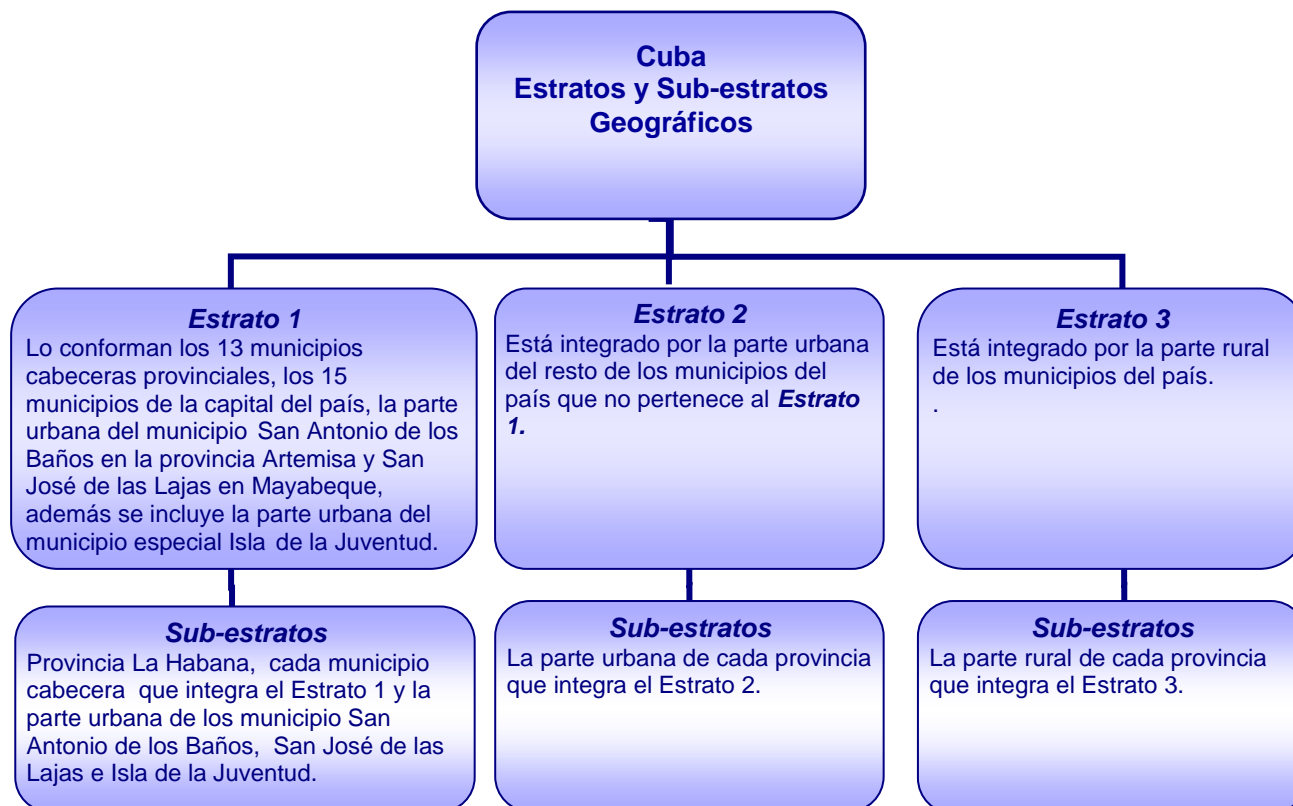 Cuba
Estratos y Sub-estratos
Geográficos
Estrato 1
Lo conforman los 13 municipios
cabeceras provinciales, los 15
municipios de la capital del país, la parte
urbana del municipio San Antonio de los
Baños en la provincia Artemisa y San
José de las Lajas en Mayabeque,
además se incluye la parte urbana del
municipio especial Isla de la Juventud.
Estrato 2
Está integrado por la parte urbana
del resto de los municipios del
país que no pertenece al Estrato
1.
Estrato 3
Está integrado por la parte rural
de los municipios del país.
.
Sub-estratos
Provincia La Habana, cada municipio
cabecera que integra el Estrato 1 y la
parte urbana de los municipio San
Antonio de los Baños, San José de las
Lajas e Isla de la Juventud.
Sub-estratos
La parte urbana de cada provincia
que integra el Estrato 2.
Sub-estratos
La parte rural de cada provincia
que integra el Estrato 3.